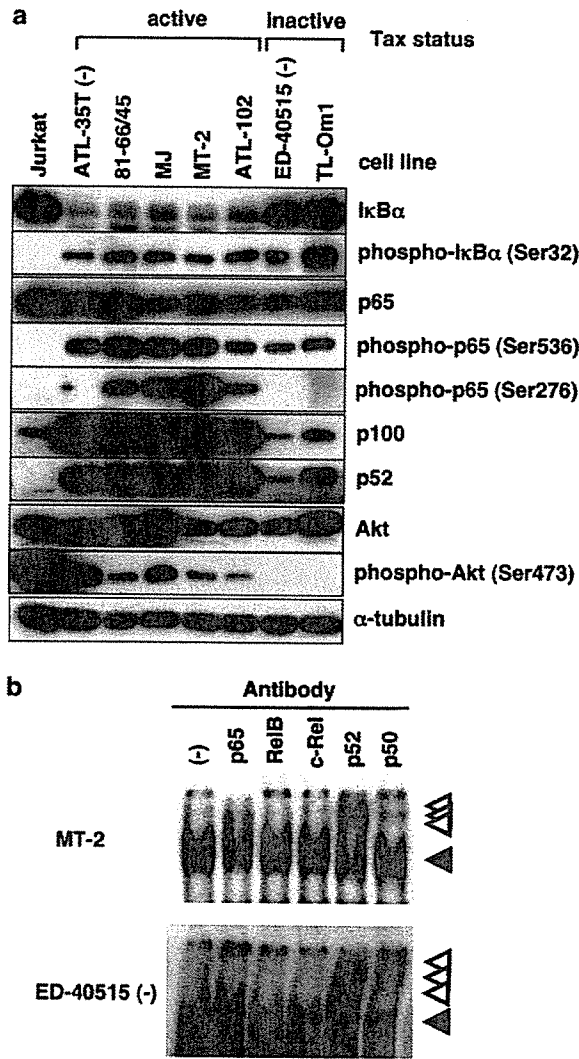 a
active
inactive
Tax status
Jurkat
ATL-35T (-)
81-66/45
MJ
MT-2
ATL-102
ED-40515 (-)
TL-Om1
cell line
IκBα
phospho-IκBα (Ser32)
p65
phospho-p65 (Ser536)
phospho-p65 (Ser276)
p100
p52
Akt
phospho-Akt (Ser473)
α-tubulin
b
Antibody
(-)
p65
RelB
c-Rel
p52
p50
MT-2
ED-40515 (-)